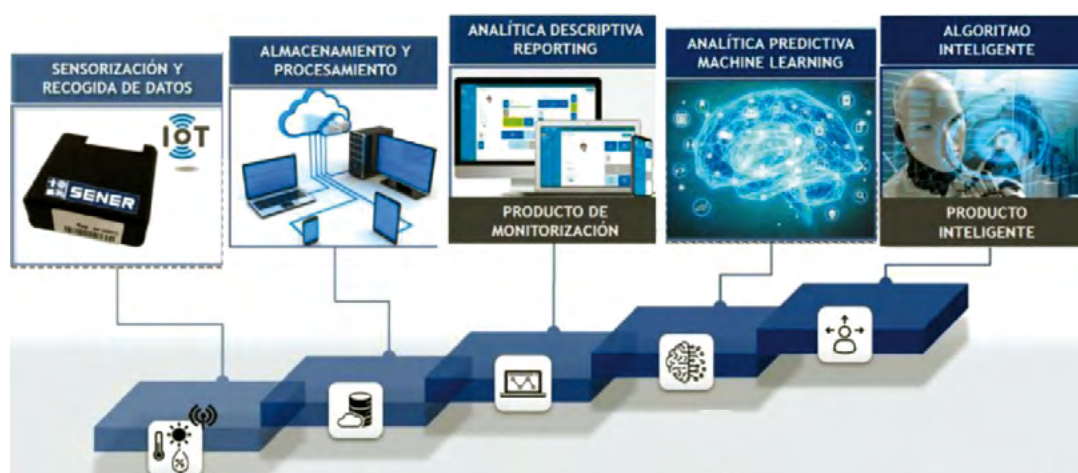 SENSORIZACIÓN Y
RECOGIDA DE DATOS
IOT
SENER
ALMACENAMIENTO Y
PROCESAMIENTO
ANALÍTICA DESCRIPTIVA
REPORTING
PRODUCTO DE
MONITORIZACIÓN
ANALÍTICA PREDICTIVA
MACHINE LEARNING
ALGORITMO
INTELIGENTE
PRODUCTO
INTELIGENTE
%